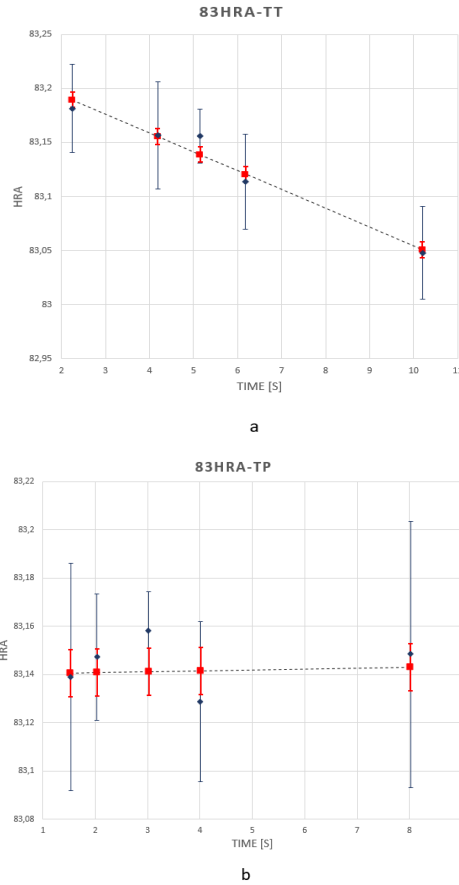 83HRA-TT
83,25
83,2
83,15
83,1
83,05
83
82,95
HRA
2 3 4 5 6 7 8 9 10 11
TIME [S]
a
83HRA-TP
83,22
83,2
83,18
83,16
83,14
83,12
83,1
83,08
HRA
1 2 3 4 5 6 7 8
TIME [S]
b